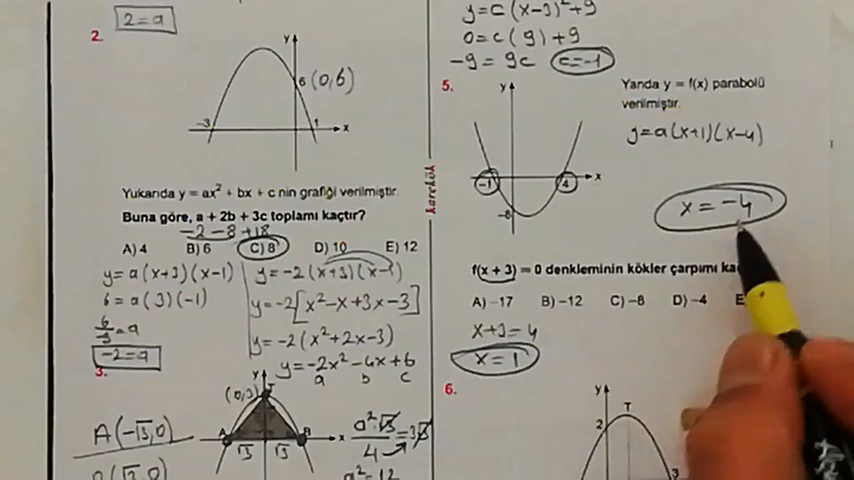 2=a
2.
y
6 (0,6)
-3
1
x
Yukarıda y = ax² + bx + c nin grafiği verilmiştir.
Buna göre, a + 2b + 3c toplamı kaçtır?
-2-8+18
A) 4 B) 6 C) 8 D) 10 E) 12
y=a(x+3)(x-1)
6=a(3)(-1)
6/-3=a
-2=a
y=-2(x+3)(x-1)
y=-2[x²-x+3x-3]
y=-2(x²+2x-3)
y=-2x²-4x+6
a b c
3.
y
(0,3) T
A
B
x
√3 √3
A(-√3,0)
B(√3,0)
a²·√3/4=3√3
a²=12
karekök
y=c(x-3)²+9
0=c(9)+9
-9=9c c=-1
5.
y
-1
4
x
-8
Yanda y = f(x) parabolü
verilmiştir.
y=a(x+1)(x-4)
x=-4
f(x + 3) = 0 denkleminin kökler çarpımı
A) -17 B) -12 C) -8 D) -4 E
x+3=4
x=1
6.
y
2
T
3